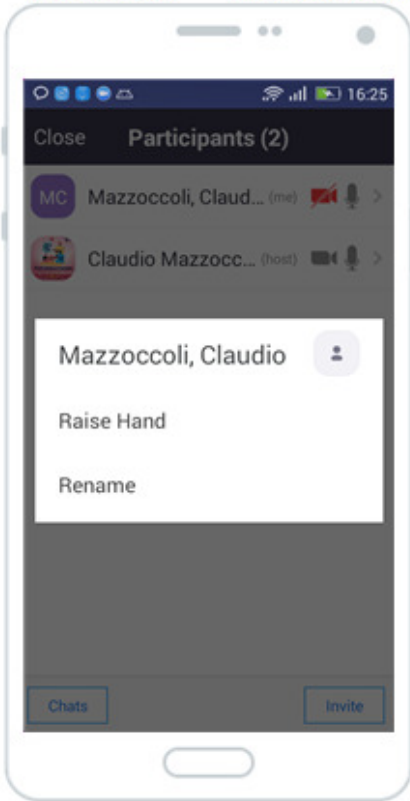 16:25
Close Participants (2)
MC Mazzoccoli, Claud... (me)
Claudio Mazzocc... (host)
Mazzoccoli, Claudio
Raise Hand
Rename
Chats Invite